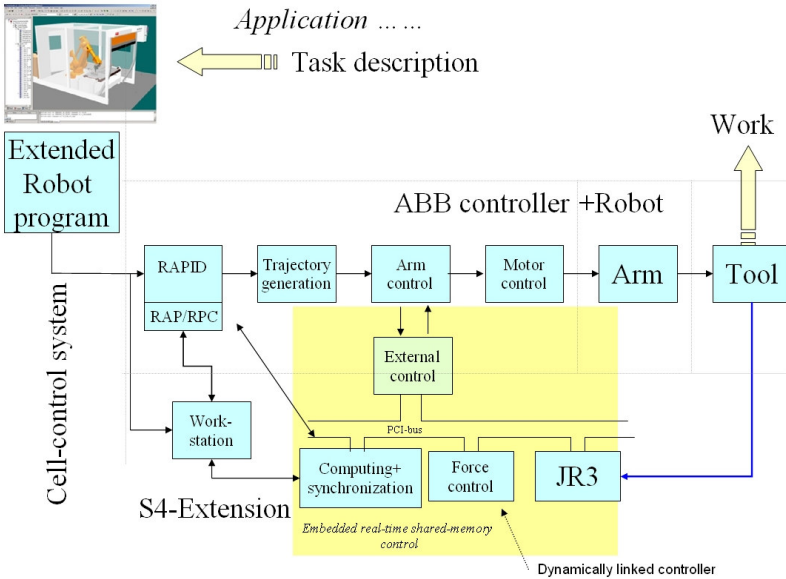 Application ... ...
Task description
Work
Extended
Robot
program
ABB controller +Robot
RAPID
RAP/RPC
Trajectory
generation
Arm
control
Motor
control
Arm
Tool
Cell-control system
External
control
Work-
station
PCI-bus
Computing+
synchronization
Force
control
JR3
S4-Extension
Embedded real-time shared-memory
control
Dynamically linked controller